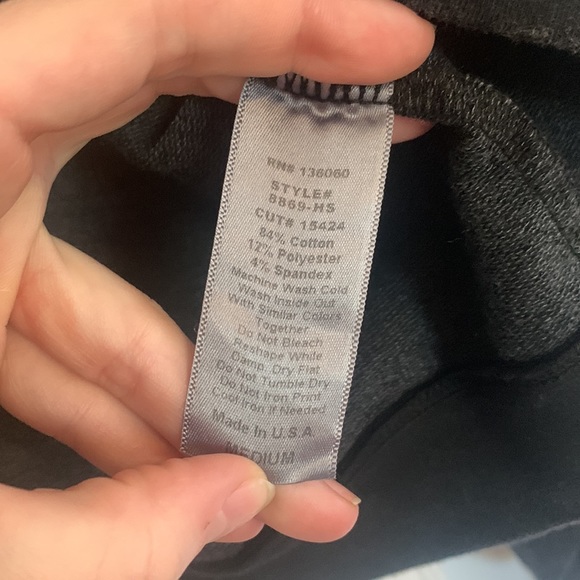 RN# 136060
STYLE#
8869-HS
CUT# 15424
84% Cotton
12% Polyester
4% Spandex
Machine Wash Cold
Wash Inside Out
With Similar Colors
Together
Do Not Bleach
Reshape While
Damp, Dry Flat
Do Not Tumble Dry
Do Not Iron Print
Cool Iron If Needed
Made In U.S.A.
MEDIUM